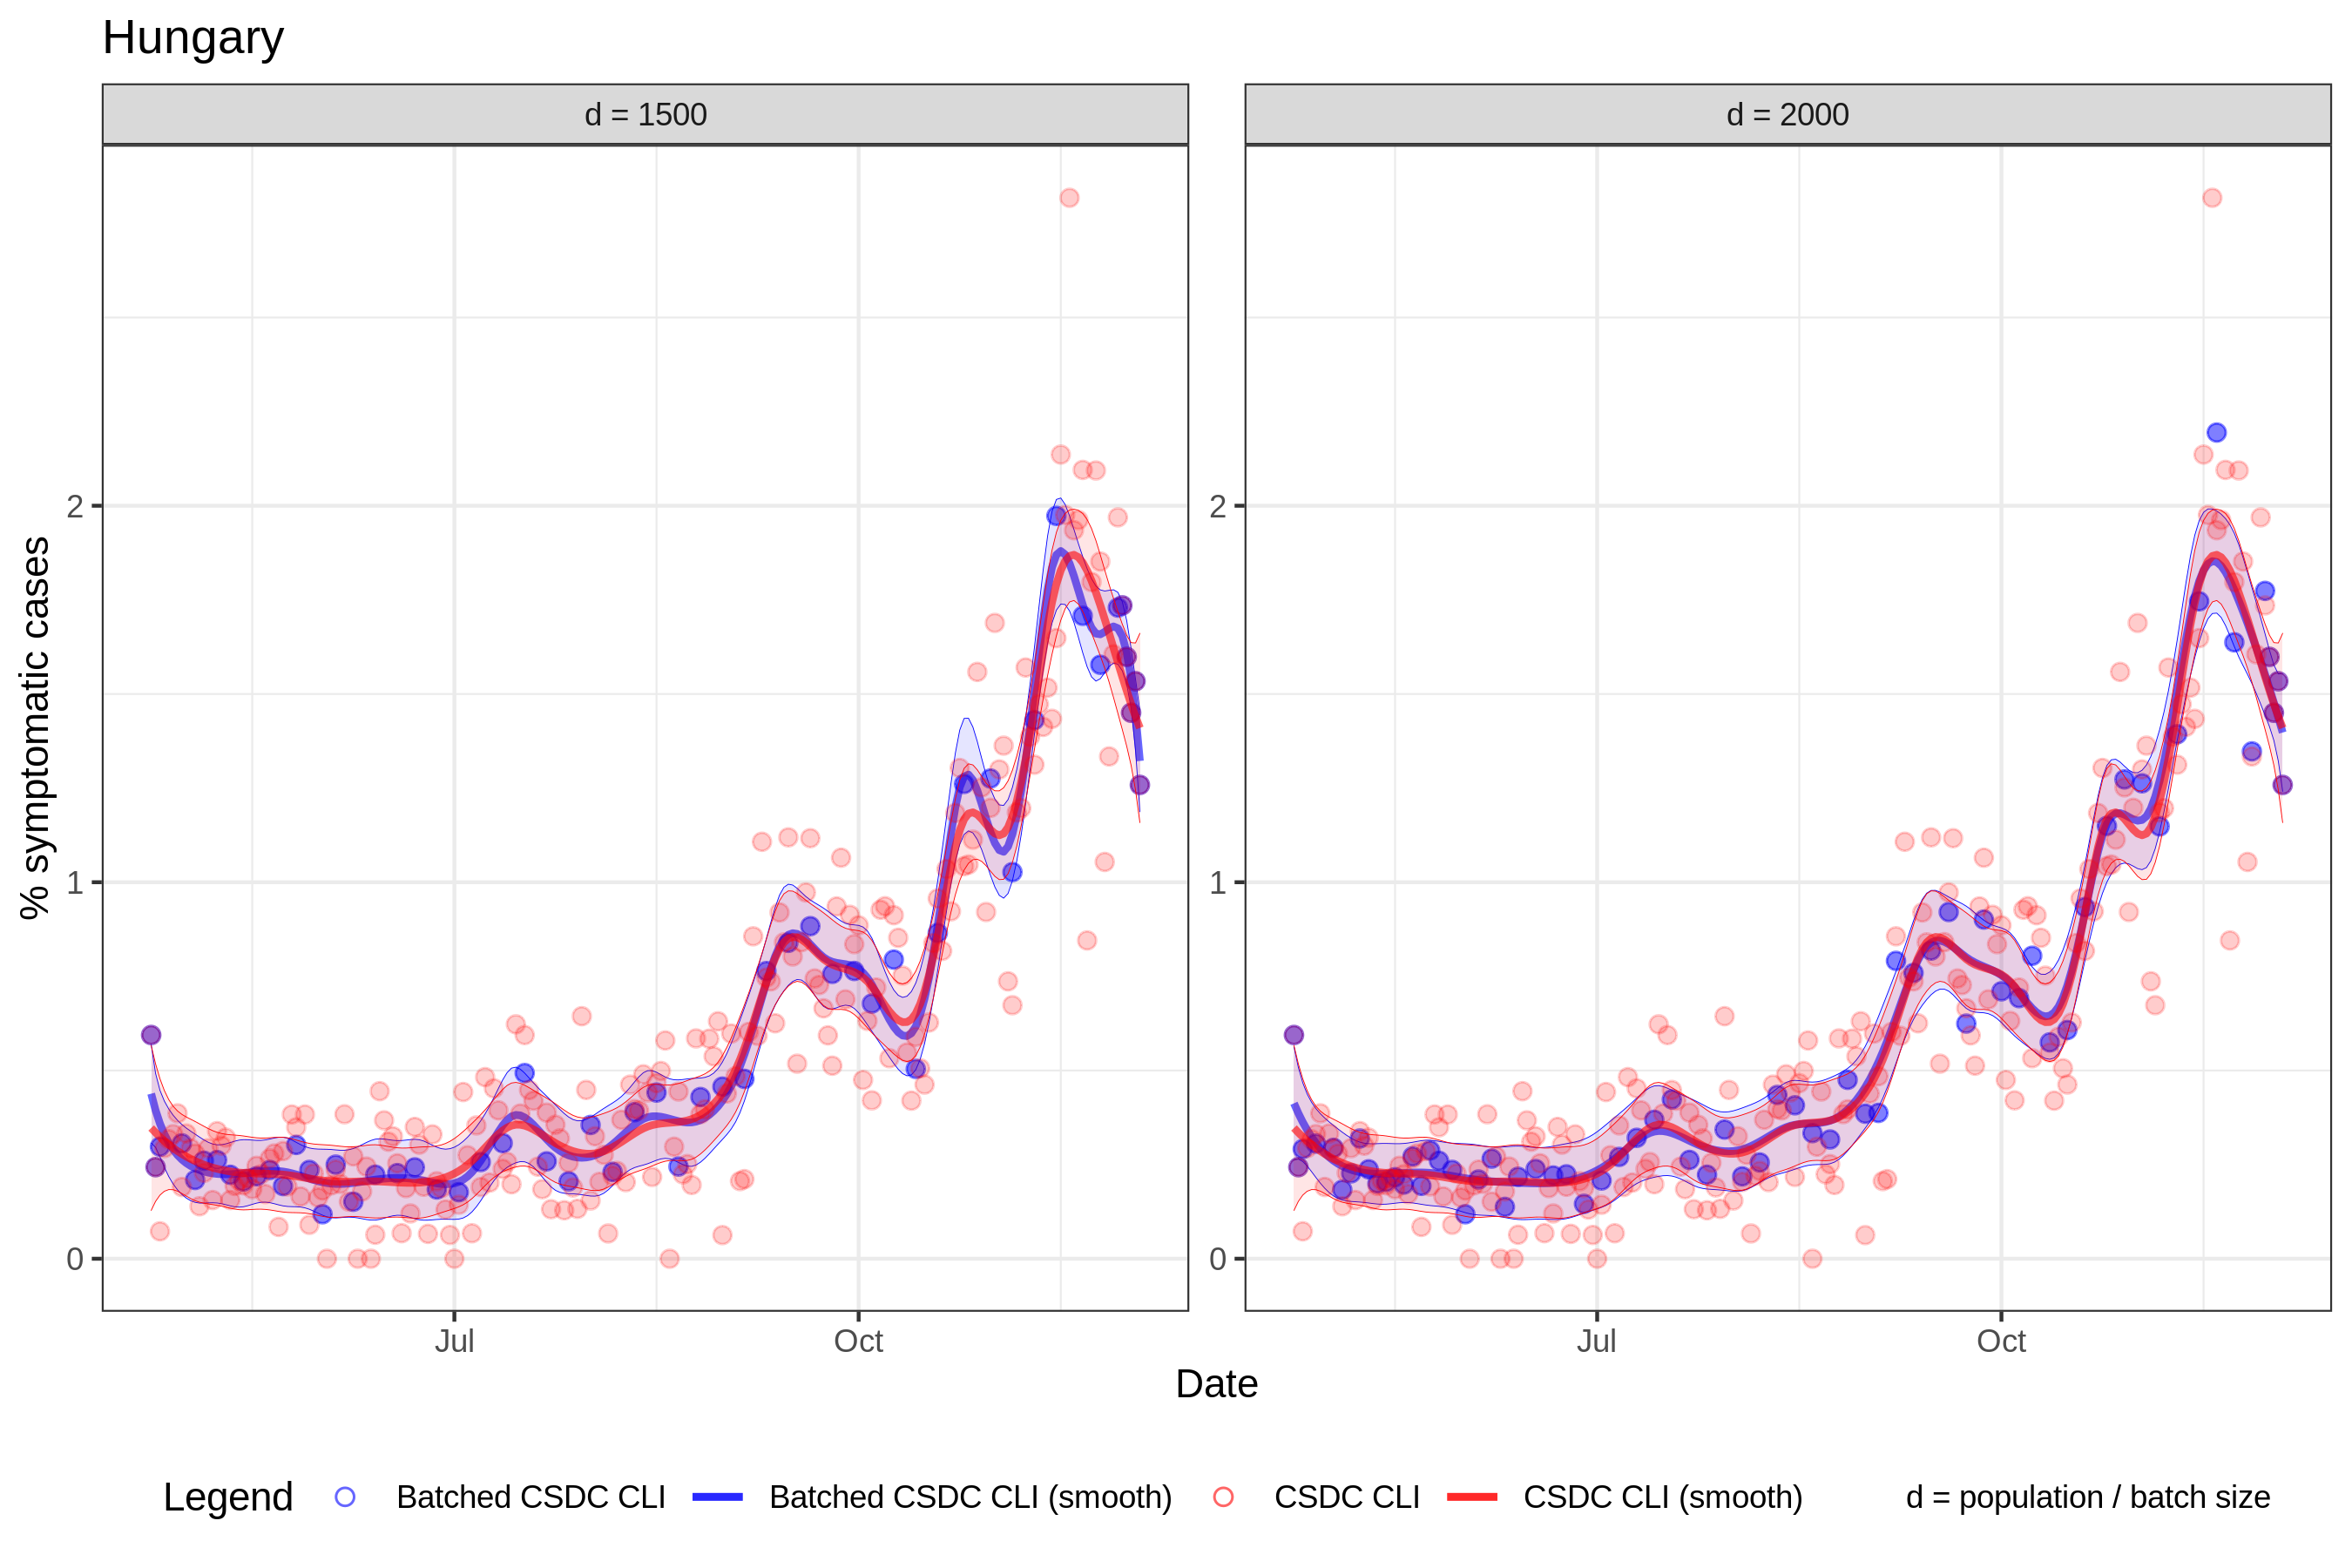 Hungary
d = 1500
d = 2000
% symptomatic cases
2
1
0
2
1
0
Jul
Oct
Jul
Oct
Date
Legend
Batched CSDC CLI
Batched CSDC CLI (smooth)
CSDC CLI
CSDC CLI (smooth)
d = population / batch size